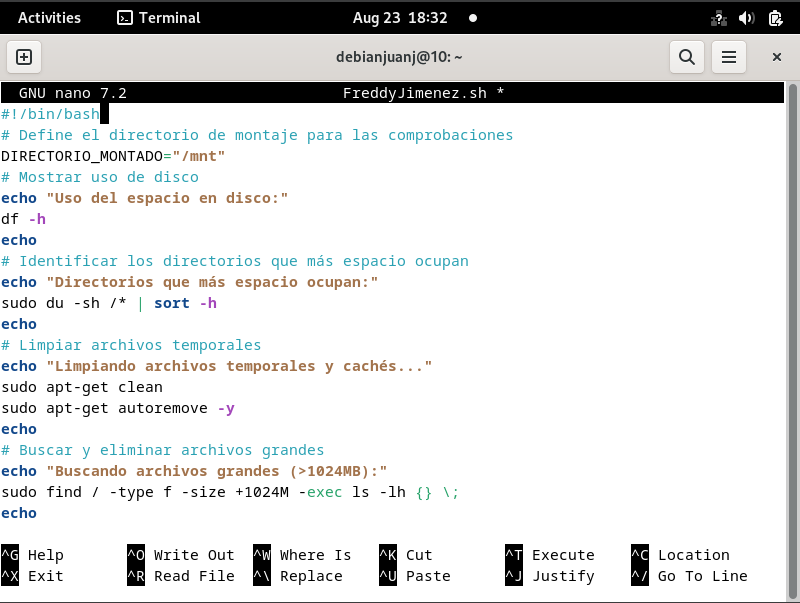 Activities Terminal Aug 23 18:32
debianjuanj@10: ~
GNU nano 7.2 FreddyJimenez.sh *
#!/bin/bash
# Define el directorio de montaje para las comprobaciones
DIRECTORIO_MONTADO="/mnt"
# Mostrar uso de disco
echo "Uso del espacio en disco:"
df -h
echo
# Identificar los directorios que más espacio ocupan
echo "Directorios que más espacio ocupan:"
sudo du -sh /* | sort -h
echo
# Limpiar archivos temporales
echo "Limpiando archivos temporales y cachés..."
sudo apt-get clean
sudo apt-get autoremove -y
echo
# Buscar y eliminar archivos grandes
echo "Buscando archivos grandes (>1024MB):"
sudo find / -type f -size +1024M -exec ls -lh {} \;
echo
^G Help ^O Write Out ^W Where Is ^K Cut ^T Execute ^C Location
^X Exit ^R Read File ^\ Replace ^U Paste ^J Justify ^/ Go To Line